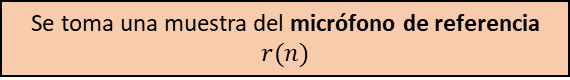 Se toma una muestra del micrófono de referencia
r(n)